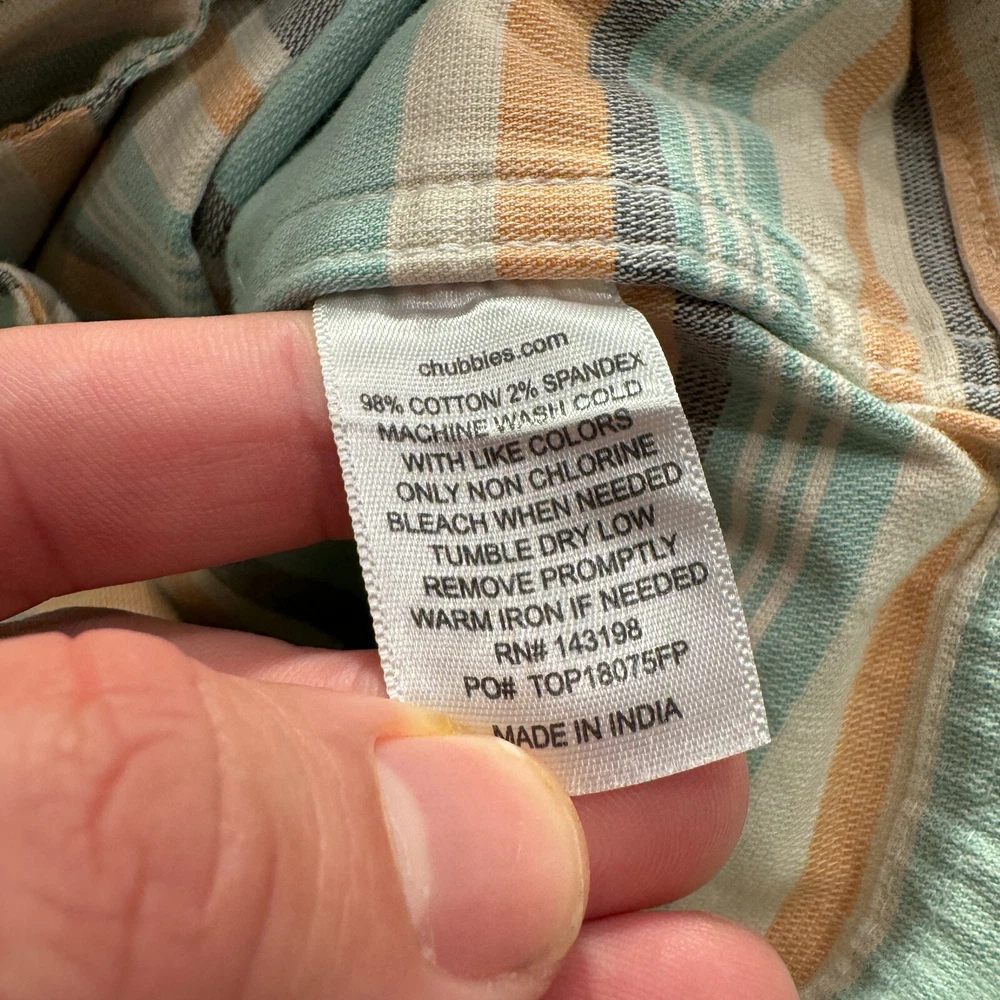 chubbies.com
98% COTTON/ 2% SPANDEX
MACHINE WASH COLD
WITH LIKE COLORS
ONLY NON CHLORINE
BLEACH WHEN NEEDED
TUMBLE DRY LOW
REMOVE PROMPTLY
WARM IRON IF NEEDED
RN# 143198
PO# TOP18075FP
MADE IN INDIA